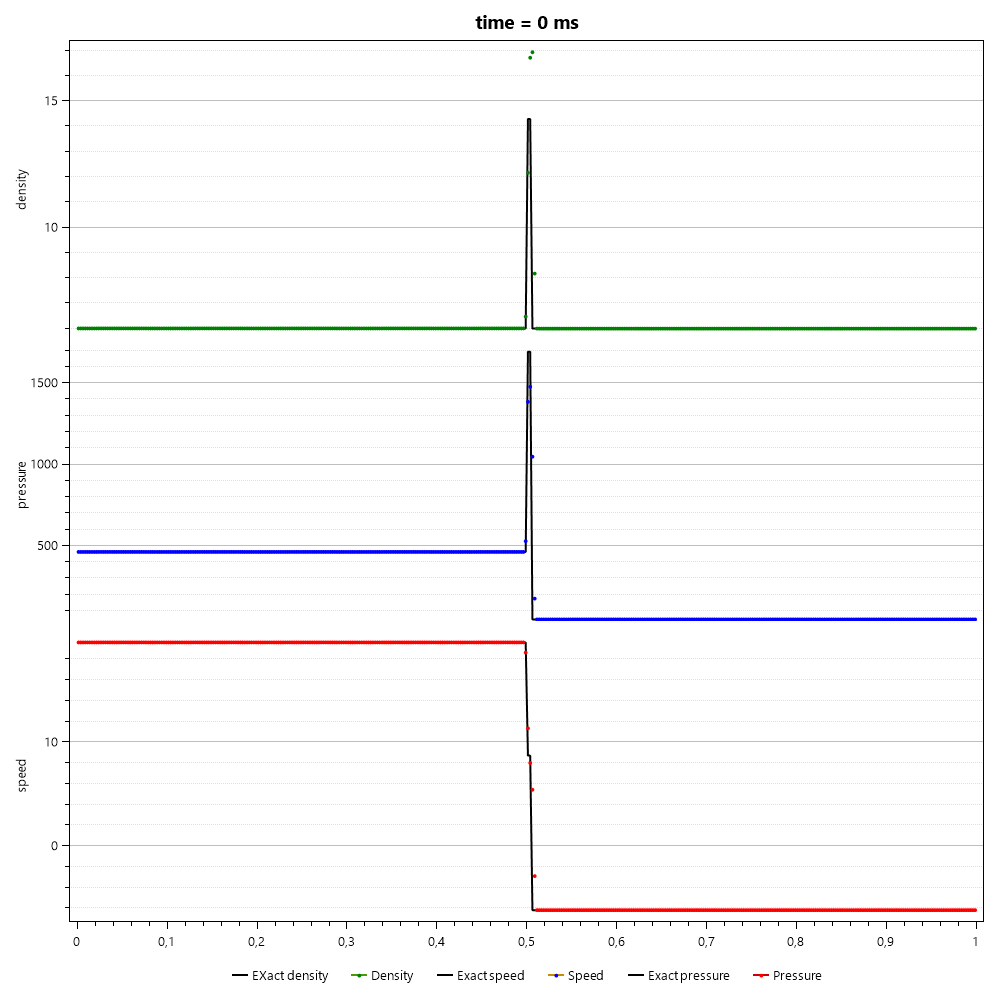 time = 0 ms
15
density
10
1500
1000
pressure
500
10
speed
0
0 0,1 0,2 0,3 0,4 0,5 0,6 0,7 0,8 0,9 1
EXact density Density Exact speed Speed Exact pressure Pressure